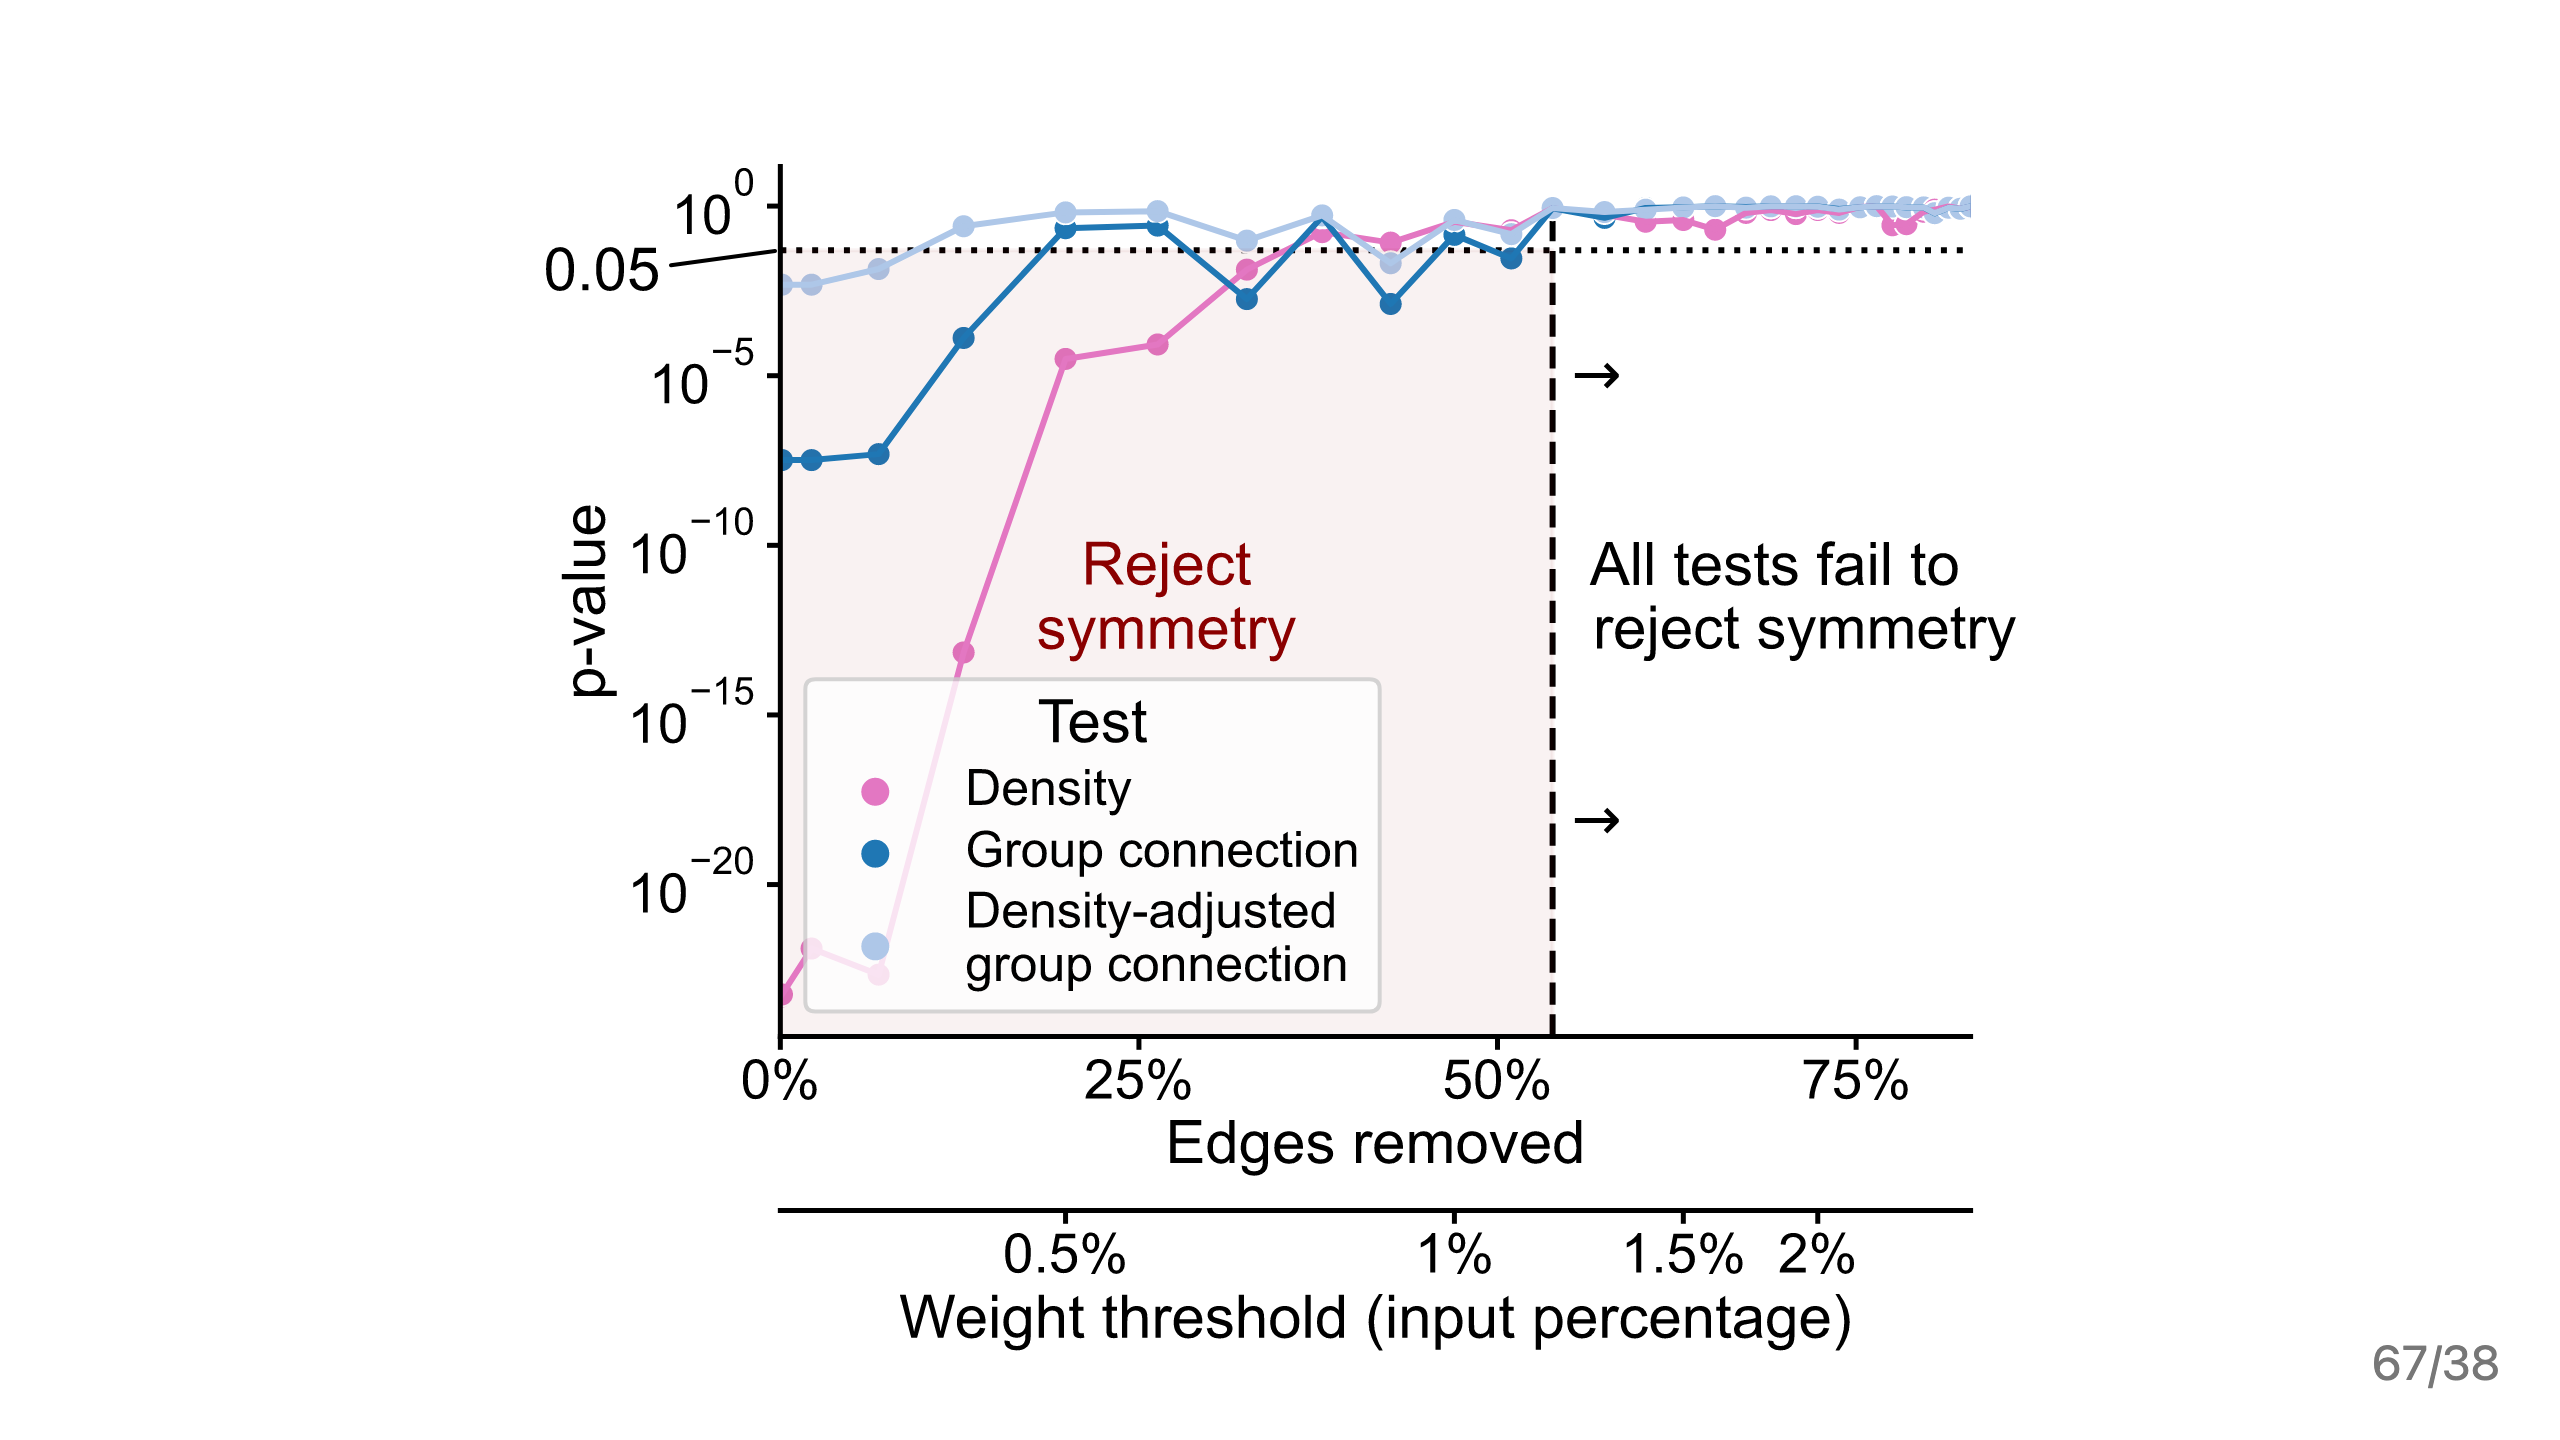 10^0
0.05
10^−5
10^−10
10^−15
10^−20
p-value
Reject
symmetry
All tests fail to
reject symmetry
→
→
Test
Density
Group connection
Density-adjusted
group connection
0% 25% 50% 75%
Edges removed
0.5% 1% 1.5% 2%
Weight threshold (input percentage)
67/38